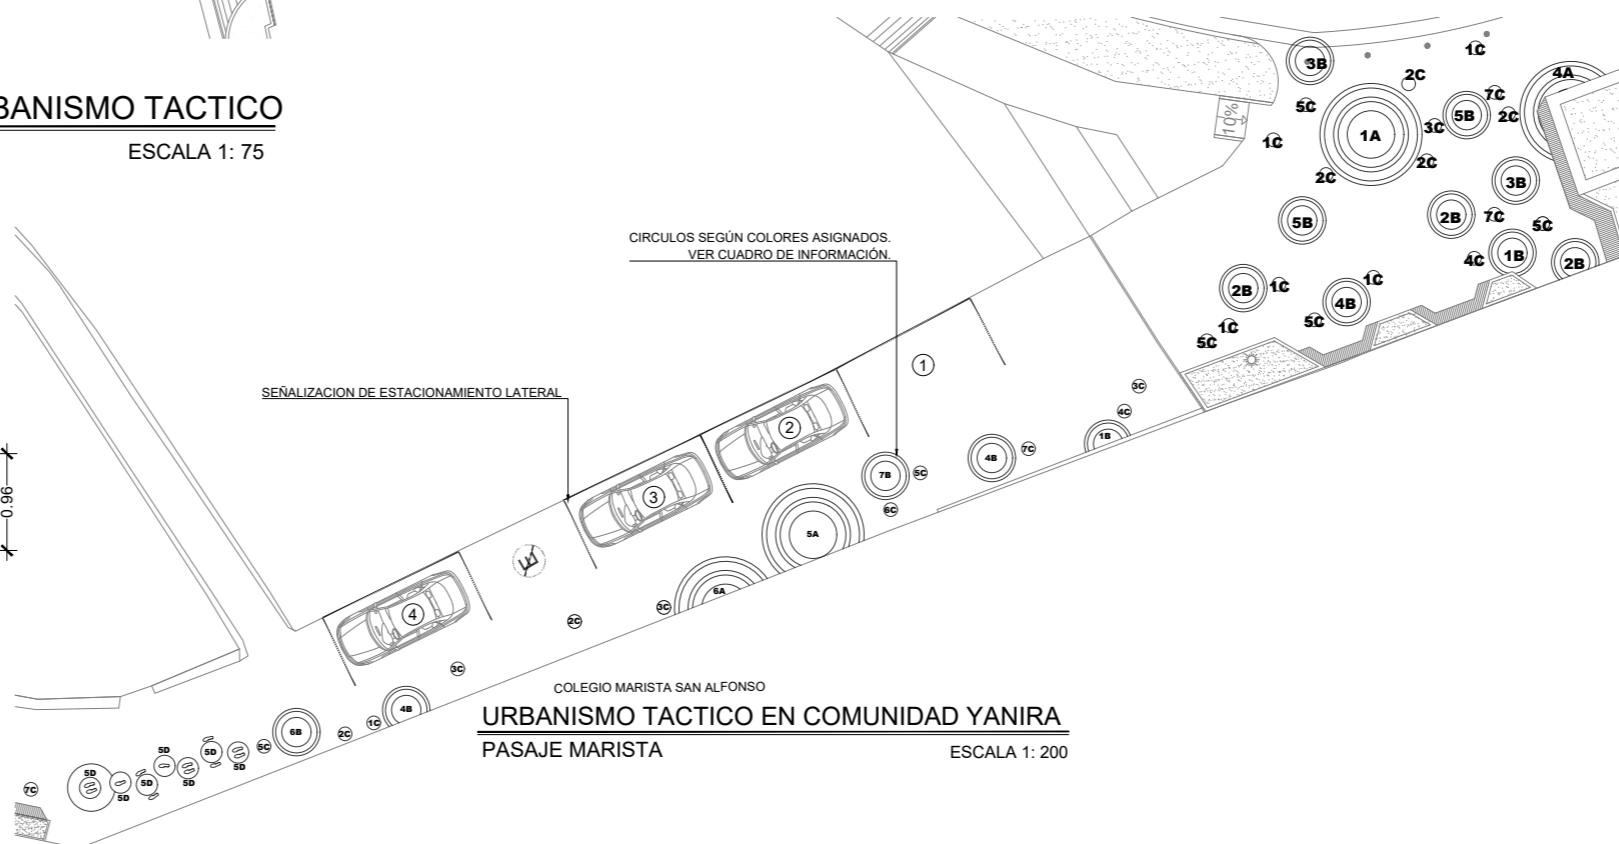 BANISMO TACTICO
ESCALA 1: 75
3B
1C
2C
4A
7C
5C
5B
2C
10%
1A
3C
1C
2C
2C
3B
5B
2B
7C
5C
4C
1B
2B
2B
1C
1C
4B
5C
1C
5C
CIRCULOS SEGÚN COLORES ASIGNADOS.
VER CUADRO DE INFORMACIÓN.
SEÑALIZACION DE ESTACIONAMIENTO LATERAL
1
2
3
4
E
0.96
3C
4C
1B
7C
4B
7B
5C
6C
5A
6A
3C
2C
3C
4B
1C
2C
6B
5C
5D
5D
5D
5D
5D
5D
5D
7C
COLEGIO MARISTA SAN ALFONSO
URBANISMO TACTICO EN COMUNIDAD YANIRA
PASAJE MARISTA
ESCALA 1: 200